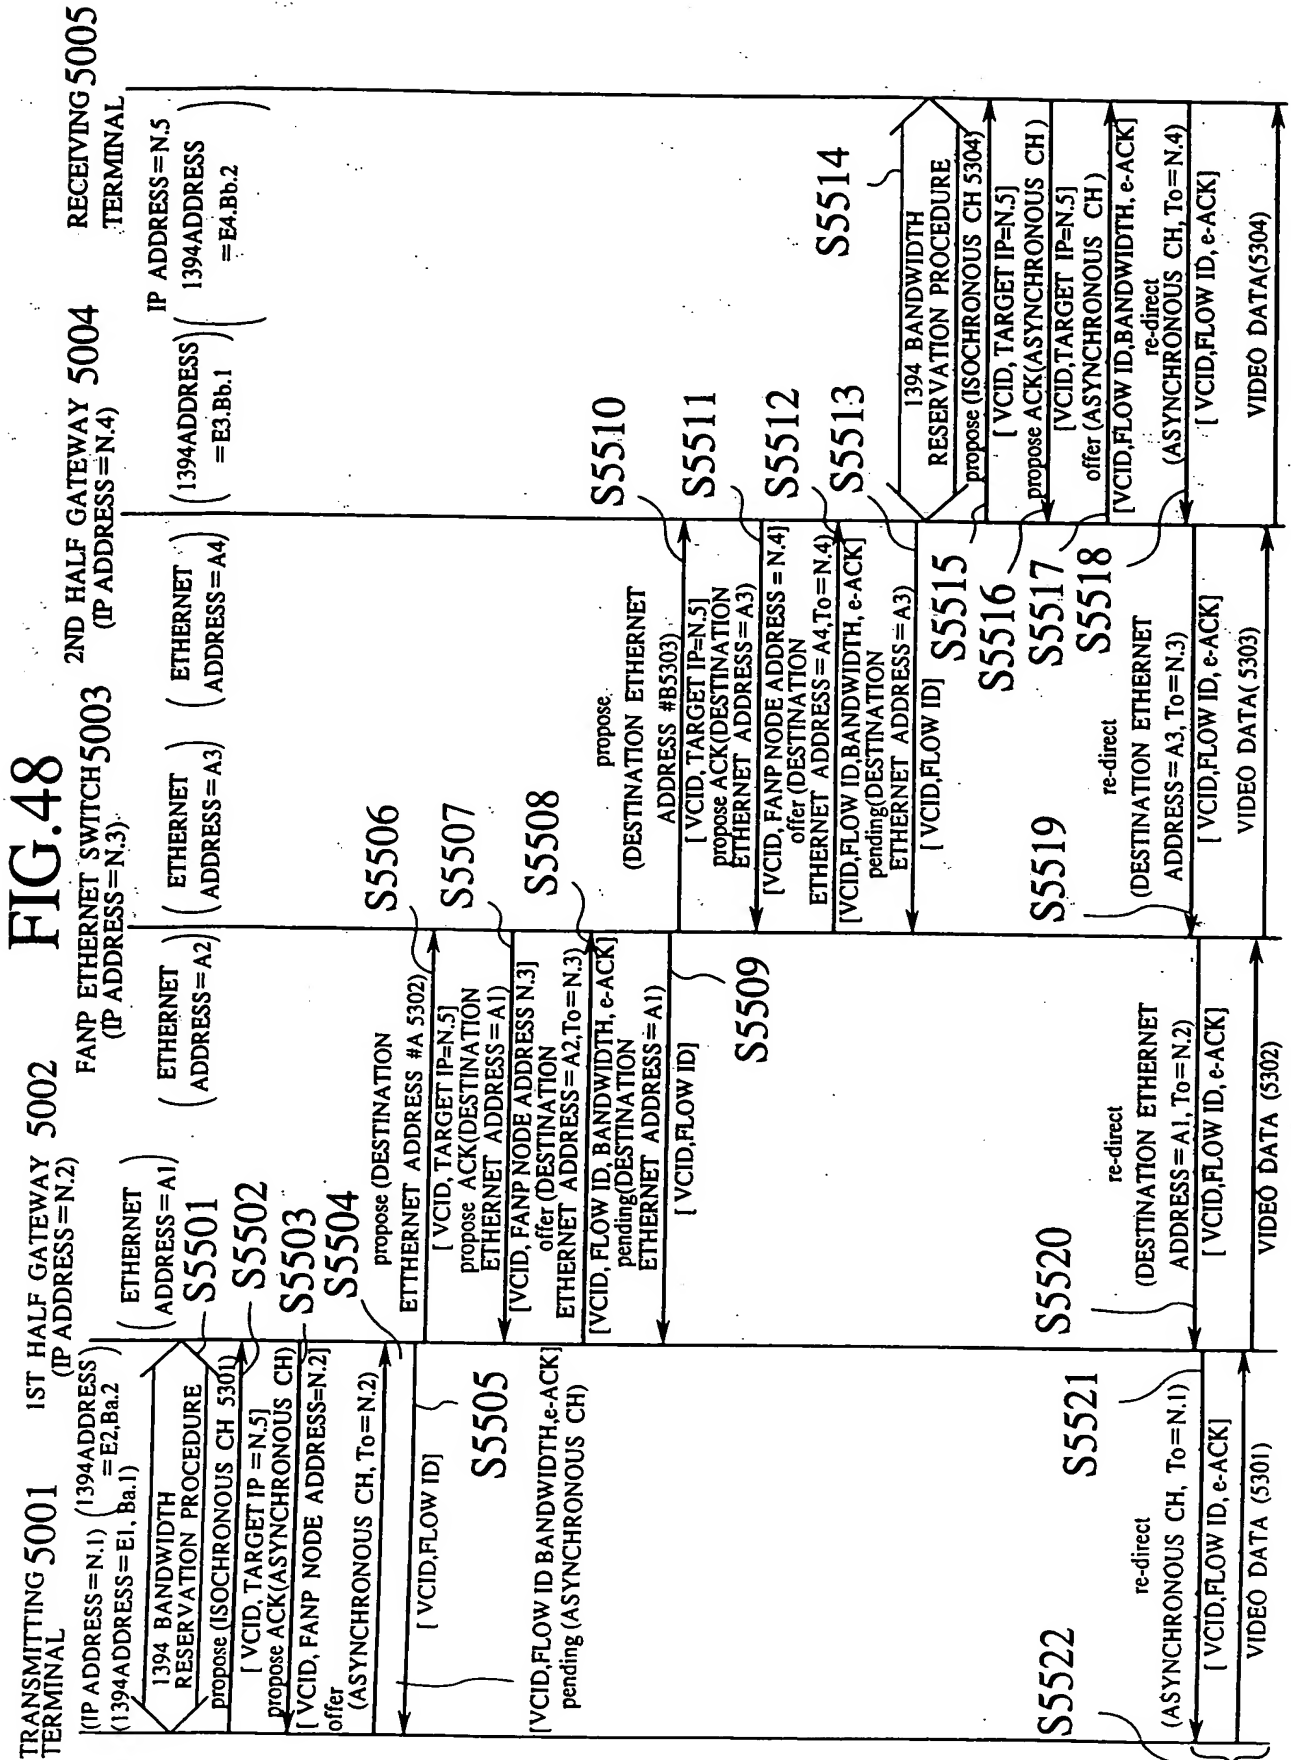 FIG.48
TRANSMITTING 5001
TERMINAL
(IP ADDRESS=N.1)
(1394ADDRESS=E1, Ba.1)
1ST HALF GATEWAY 5002
(IP ADDRESS=N.2)
(1394ADDRESS
=E2,Ba.2
(ETHERNET
ADDRESS=A1)
FANP ETHERNET SWITCH 5003
(IP ADDRESS=N.3)
(ETHERNET
ADDRESS=A2)
(ETHERNET
ADDRESS=A3)
2ND HALF GATEWAY 5004
(IP ADDRESS=N.4)
(ETHERNET
ADDRESS=A4)
(1394ADDRESS
=E3.Bb.1)
RECEIVING 5005
TERMINAL
IP ADDRESS=N.5
1394ADDRESS
=E4.Bb.2
1394 BANDWIDTH
RESERVATION PROCEDURE
S5501
propose (ISOCHRONOUS CH 5301)
S5502
[ VCID, TARGET IP =N.5]
propose ACK(ASYNCHRONOUS CH)
S5503
[ VCID, FANP NODE ADDRESS=N.2]
offer
(ASYNCHRONOUS CH, To=N.2)
S5504
[ VCID,FLOW ID]
S5505
[VCID,FLOW ID BANDWIDTH,e-ACK]
pending (ASYNCHRONOUS CH)
propose (DESTINATION
ETTHERNET ADDRESS #A 5302)
S5506
[ VCID, TARGET IP=N.5]
propose ACK(DESTINATION
ETHERNET ADDRESS=A1)
S5507
[VCID, FANP NODE ADDRESS N.3]
offer (DESTINATION
ETHERNET ADDRESS=A2,To=N.3)
S5508
[VCID, FLOW ID, BANDWIDTH, e-ACK]
pending(DESTINATION
ETHERNET ADDRESS=A1)
[ VCID,FLOW ID]
S5509
propose
(DESTINATION ETHERNET
ADDRESS #B5303)
S5510
[ VCID, TARGET IP=N.5]
propose ACK(DESTINATION
ETHERNET ADDRESS=A3)
S5511
[VCID, FANP NODE ADDRESS = N.4]
offer (DESTINATION
ETHERNET ADDRESS=A4,To=N.4)
S5512
[VCID,FLOW ID,BANDWIDTH, e-ACK]
pending(DESTINATION
ETHERNET ADDRESS=A3)
S5513
[ VCID,FLOW ID]
S5514
1394 BANDWIDTH
RESERVATION PROCEDURE
propose (ISOCHRONOUS CH 5304)
S5515
[ VCID, TARGET IP=N.5]
propose ACK(ASYNCHRONOUS CH )
S5516
[VCID,TARGET IP=N.5]
offer (ASYNCHRONOUS CH )
S5517
[VCID,FLOW ID,BANDWIDTH, e-ACK]
re-direct
(ASYNCHRONOUS CH, To=N.4)
S5518
[ VCID,FLOW ID, e-ACK]
VIDEO DATA(5304)
S5519
re-direct
(DESTINATION ETHERNET
ADDRESS=A3, To=N.3)
[ VCID,FLOW ID, e-ACK]
VIDEO DATA( 5303)
S5520
re-direct
(DESTINATION ETHERNET
ADDRESS=A1, To=N.2)
[ VCID,FLOW ID, e-ACK]
VIDEO DATA (5302)
S5521
re-direct
(ASYNCHRONOUS CH, To=N.1)
[ VCID,FLOW ID, e-ACK]
VIDEO DATA (5301)
S5522